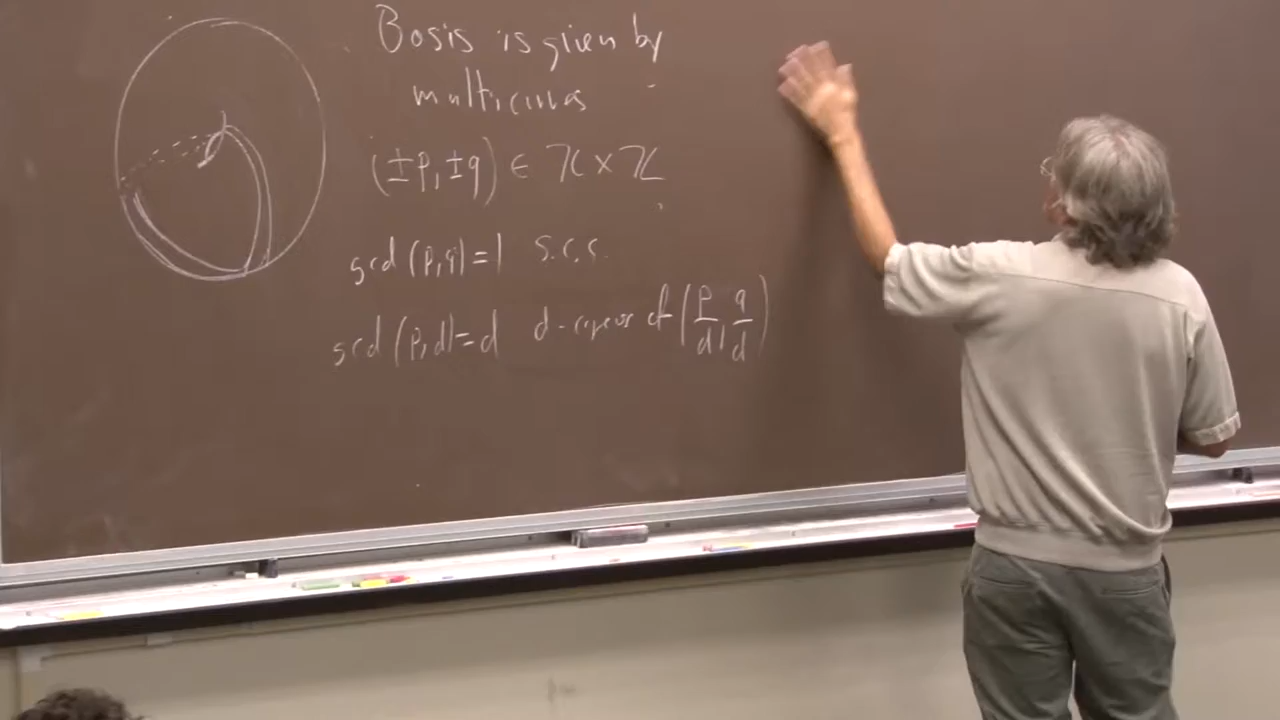 Basis is given by
multicurves
(±p,±q) ∈ ℤ × ℤ
gcd (p,q) = 1 s.c.c.
gcd (p,d) = d d-copies of (p/d, q/d)